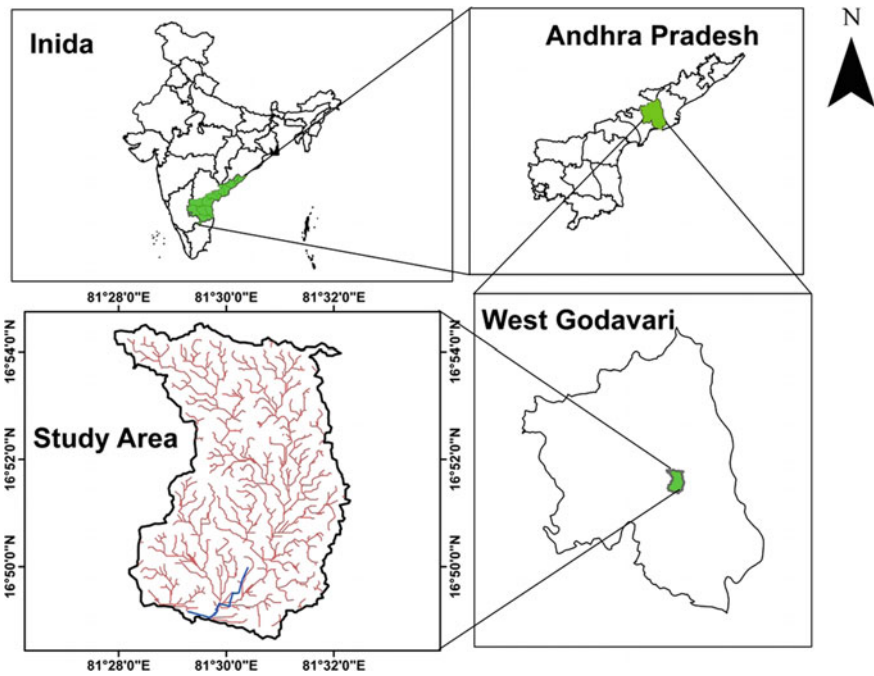 Inida
Andhra Pradesh
N
81°28'0"E 81°30'0"E 81°32'0"E
West Godavari
16°54'0"N 16°54'0"N
Study Area
16°52'0"N 16°52'0"N
16°50'0"N 16°50'0"N
81°28'0"E 81°30'0"E 81°32'0"E